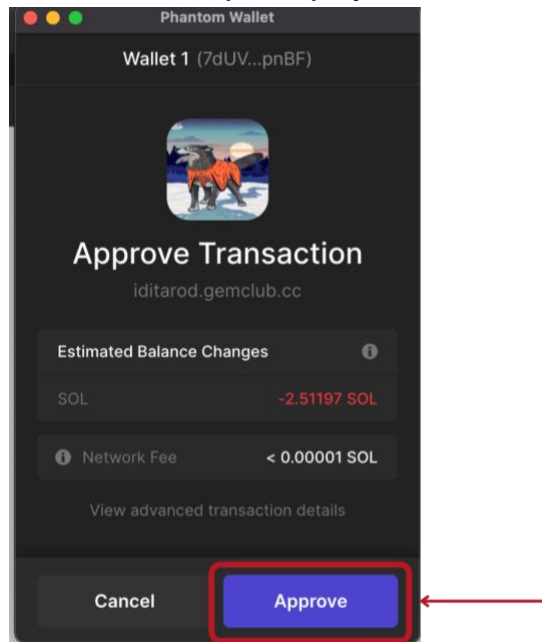 Phantom Wallet
Wallet 1 (7dUV...pnBF)
Approve Transaction
iditarod.gemclub.cc
Estimated Balance Changes
SOL -2.51197 SOL
Network Fee < 0.00001 SOL
View advanced transaction details
Cancel Approve